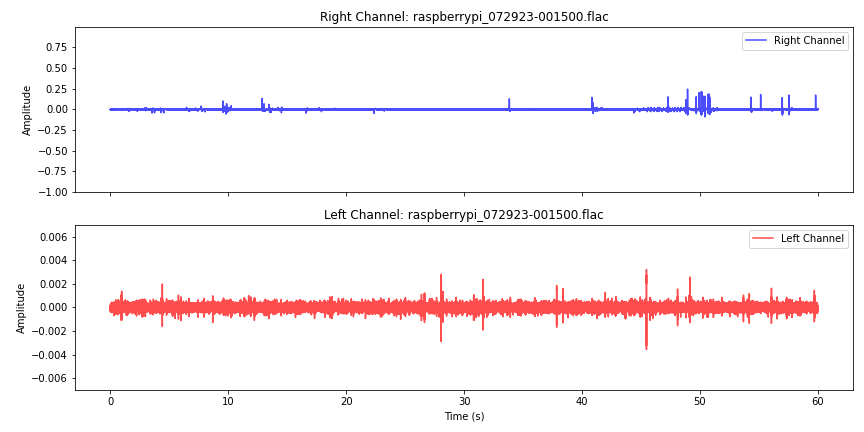 Right Channel: raspberrypi_072923-001500.flac
Right Channel
Amplitude
0.75
0.50
0.25
0.00
−0.25
−0.50
−0.75
−1.00
Left Channel: raspberrypi_072923-001500.flac
Left Channel
Amplitude
0.006
0.004
0.002
0.000
−0.002
−0.004
−0.006
0 10 20 30 40 50 60
Time (s)